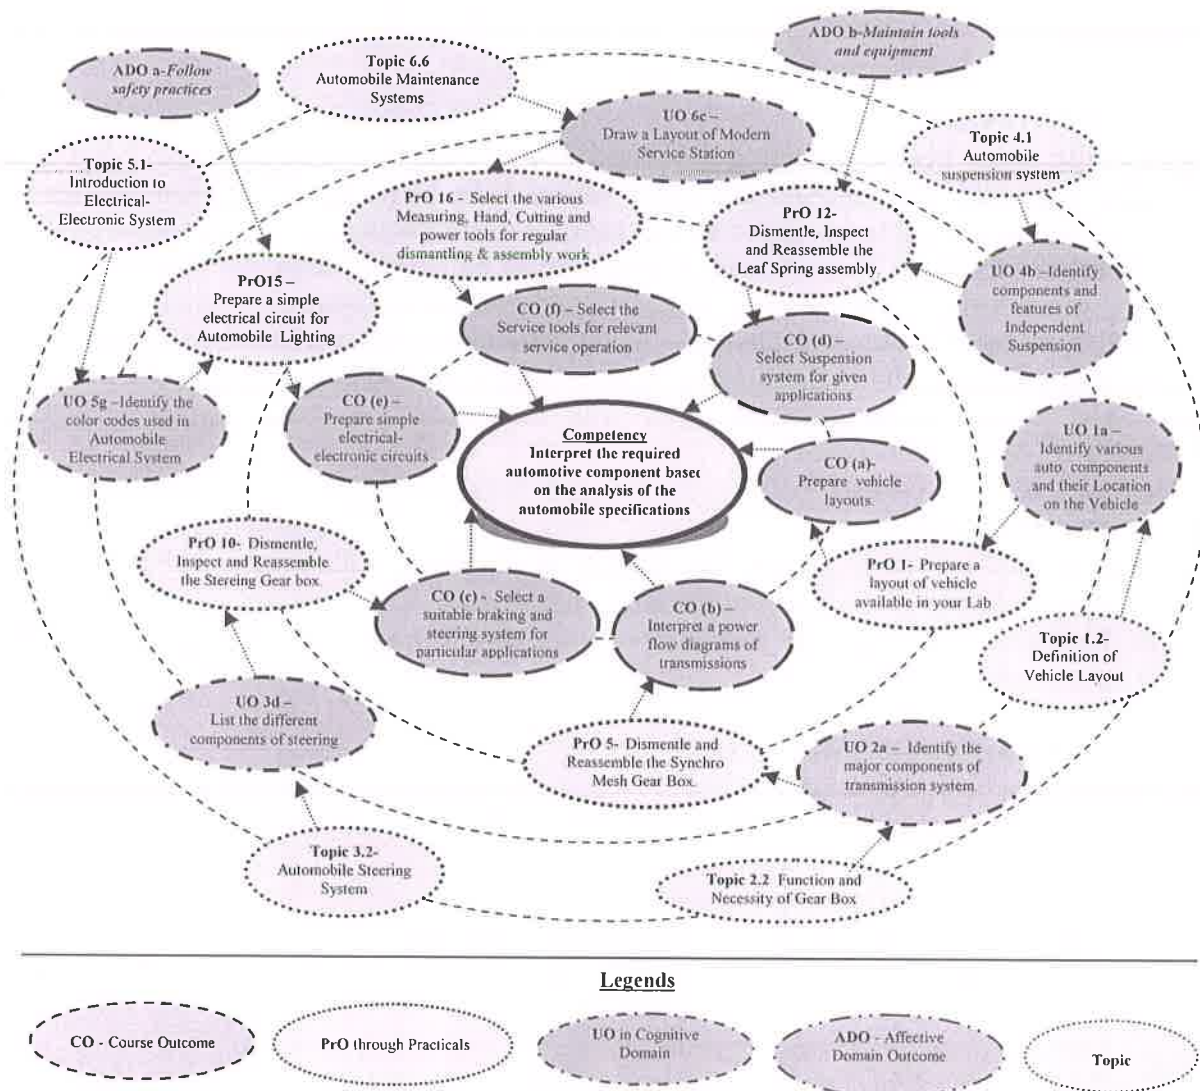 ADO a-Follow
safety practices
Topic 6.6
Automobile Maintenance
Systems
ADO b-Maintain tools
and equipment
UO 6c –
Draw a Layout of Modern
Service Station
Topic 4.1
Automobile
suspension system
Topic 5.1-
Introduction to
Electrical-
Electronic System
PrO 16 - Select the various
Measuring, Hand, Cutting and
power tools for regular
dismantling & assembly work
PrO 12-
Dismentle, Inspect
and Reassemble the
Leaf Spring assembly
UO 4b –Identify
components and
features of
Independent
Suspension
PrO15 –
Prepare a simple
electrical circuit for
Automobile Lighting
CO (f) – Select the
Service tools for relevant
service operation
CO (d) –
Select Suspension
system for given
applications
UO 5g –Identify the
color codes used in
Automobile
Electrical System
CO (e) –
Prepare simple
electrical-
electronic circuits
Competency
Interpret the required
automotive component based
on the analysis of the
automobile specifications
CO (a)-
Prepare vehicle
layouts.
UO 1a –
Identify various
auto components
and their Location
on the Vehicle
PrO 10- Dismentle,
Inspect and Reassemble
the Stereing Gear box.
CO (c) - Select a
suitable braking and
steering system for
particular applications
CO (b) –
Interpret a power
flow diagrams of
transmissions
PrO 1- Prepare a
layout of vehicle
available in your Lab
Topic 1.2-
Definition of
Vehicle Layout
UO 3d –
List the different
components of steering
PrO 5- Dismentle and
Reassemble the Synchro
Mesh Gear Box.
UO 2a – Identify the
major components of
transmission system
Topic 3.2-
Automobile Steering
System
Topic 2.2 Function and
Necessity of Gear Box
Legends
CO - Course Outcome
PrO through Practicals
UO in Cognitive
Domain
ADO - Affective
Domain Outcome
Topic